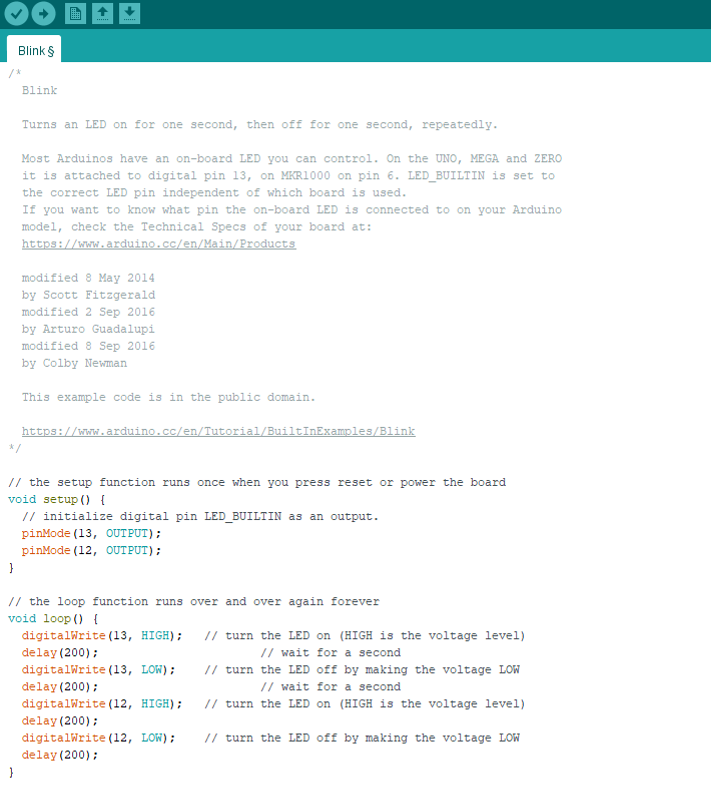 Blink §
/*
  Blink

  Turns an LED on for one second, then off for one second, repeatedly.

  Most Arduinos have an on-board LED you can control. On the UNO, MEGA and ZERO
  it is attached to digital pin 13, on MKR1000 on pin 6. LED_BUILTIN is set to
  the correct LED pin independent of which board is used.
  If you want to know what pin the on-board LED is connected to on your Arduino
  model, check the Technical Specs of your board at:
  https://www.arduino.cc/en/Main/Products

  modified 8 May 2014
  by Scott Fitzgerald
  modified 2 Sep 2016
  by Arturo Guadalupi
  modified 8 Sep 2016
  by Colby Newman

  This example code is in the public domain.

  https://www.arduino.cc/en/Tutorial/BuiltInExamples/Blink
*/

// the setup function runs once when you press reset or power the board
void setup() {
  // initialize digital pin LED_BUILTIN as an output.
  pinMode(13, OUTPUT);
  pinMode(12, OUTPUT);
}

// the loop function runs over and over again forever
void loop() {
  digitalWrite(13, HIGH);   // turn the LED on (HIGH is the voltage level)
  delay(200);                       // wait for a second
  digitalWrite(13, LOW);    // turn the LED off by making the voltage LOW
  delay(200);                       // wait for a second
  digitalWrite(12, HIGH);   // turn the LED on (HIGH is the voltage level)
  delay(200);
  digitalWrite(12, LOW);    // turn the LED off by making the voltage LOW
  delay(200);
}